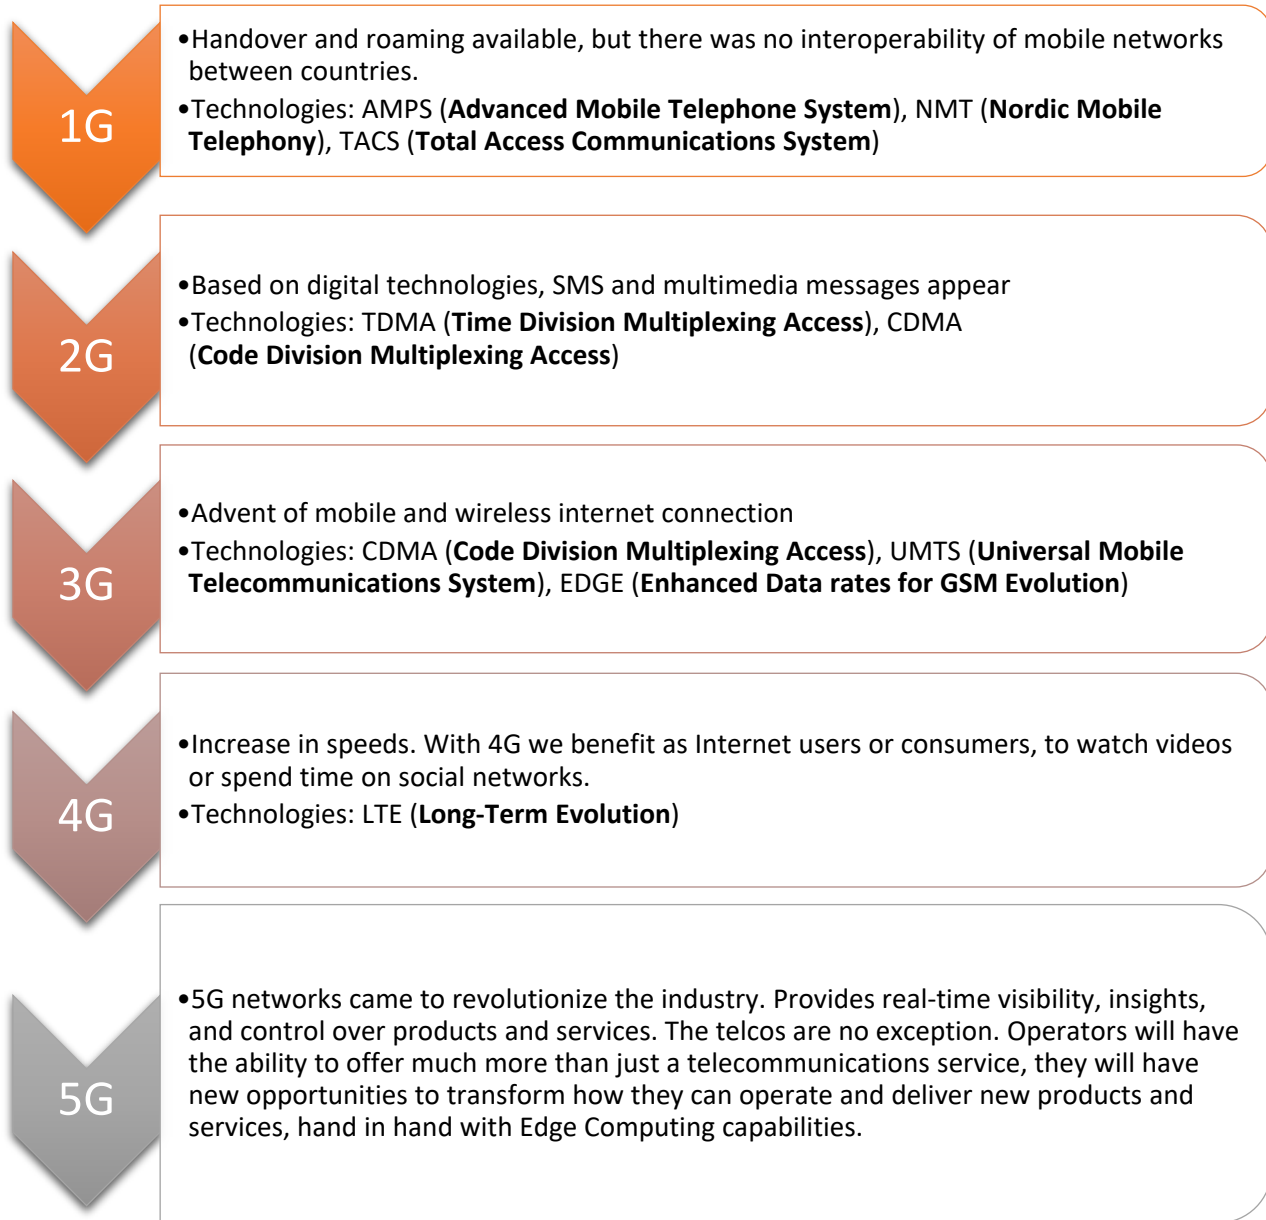 1G
•Handover and roaming available, but there was no interoperability of mobile networks
between countries.
•Technologies: AMPS (Advanced Mobile Telephone System), NMT (Nordic Mobile
Telephony), TACS (Total Access Communications System)
2G
•Based on digital technologies, SMS and multimedia messages appear
•Technologies: TDMA (Time Division Multiplexing Access), CDMA
(Code Division Multiplexing Access)
3G
•Advent of mobile and wireless internet connection
•Technologies: CDMA (Code Division Multiplexing Access), UMTS (Universal Mobile
Telecommunications System), EDGE (Enhanced Data rates for GSM Evolution)
4G
•Increase in speeds. With 4G we benefit as Internet users or consumers, to watch videos
or spend time on social networks.
•Technologies: LTE (Long-Term Evolution)
5G
•5G networks came to revolutionize the industry. Provides real-time visibility, insights,
and control over products and services. The telcos are no exception. Operators will have
the ability to offer much more than just a telecommunications service, they will have
new opportunities to transform how they can operate and deliver new products and
services, hand in hand with Edge Computing capabilities.